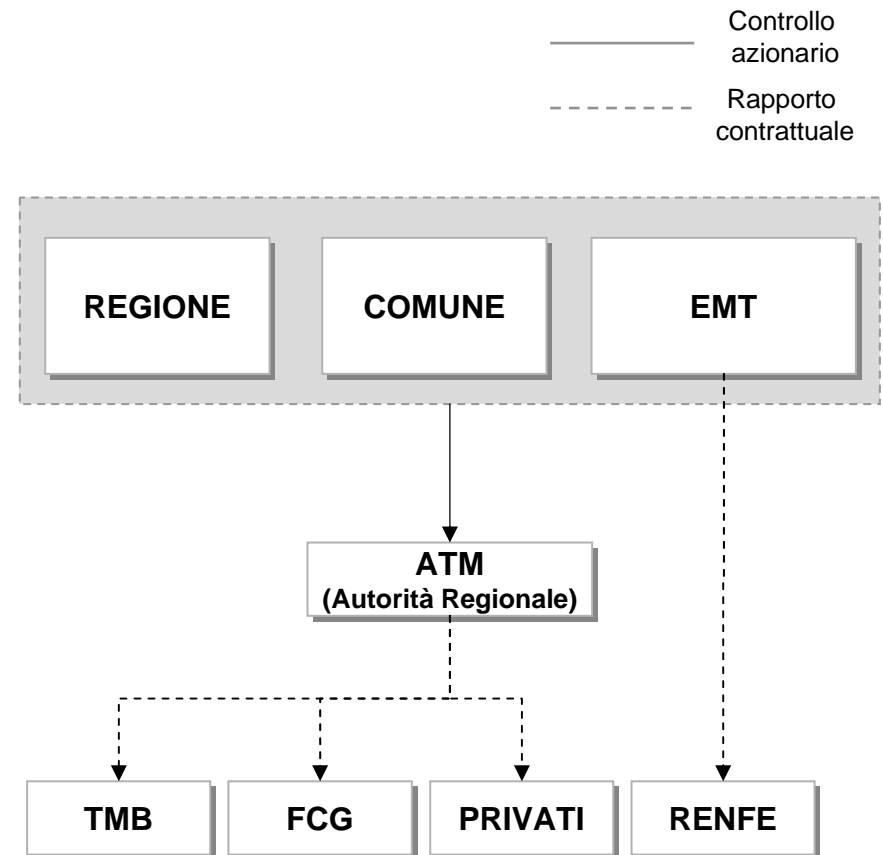 Controllo
azionario
Rapporto
contrattuale
REGIONE
COMUNE
EMT
ATM
(Autorità Regionale)
TMB
FCG
PRIVATI
RENFE